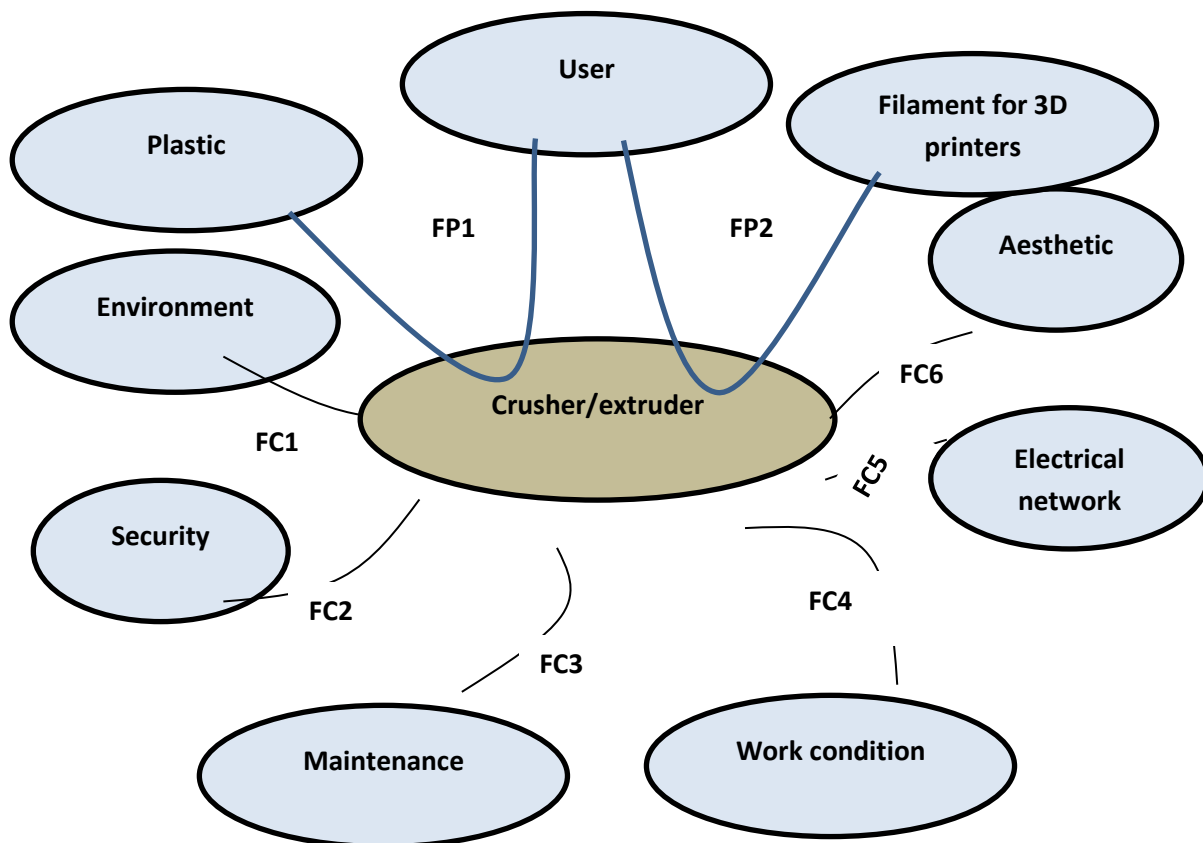 User
Filament for 3D
printers
Plastic
FP1
FP2
Aesthetic
Environment
FC6
Crusher/extruder
FC1
FC5
Electrical
network
Security
FC2
FC4
FC3
Maintenance
Work condition